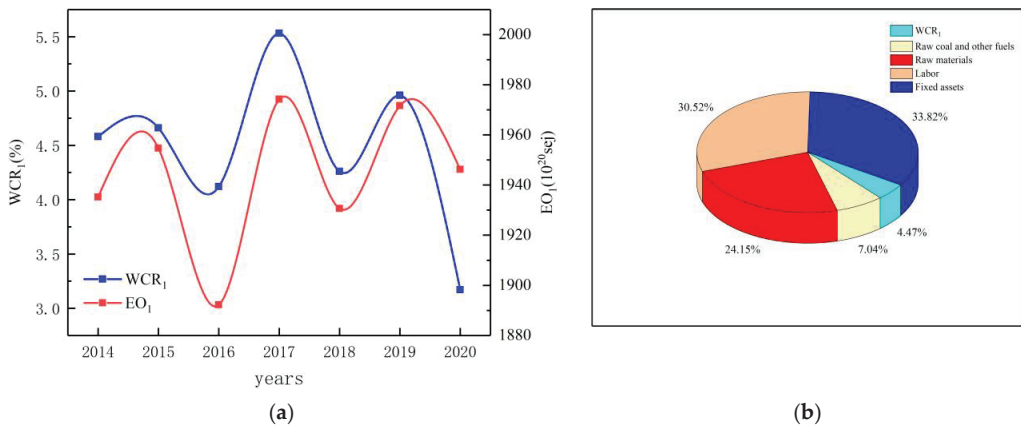 5.5
5.0
4.5
4.0
3.5
3.0
WCR₁(%)
2000
1980
1960
1940
1920
1900
1880
EO₁(10²⁰sej)
WCR₁
EO₁
2014 2015 2016 2017 2018 2019 2020
years
(a)
WCR₁
Raw coal and other fuels
Raw materials
Labor
Fixed assets
30.52%
33.82%
4.47%
7.04%
24.15%
(b)